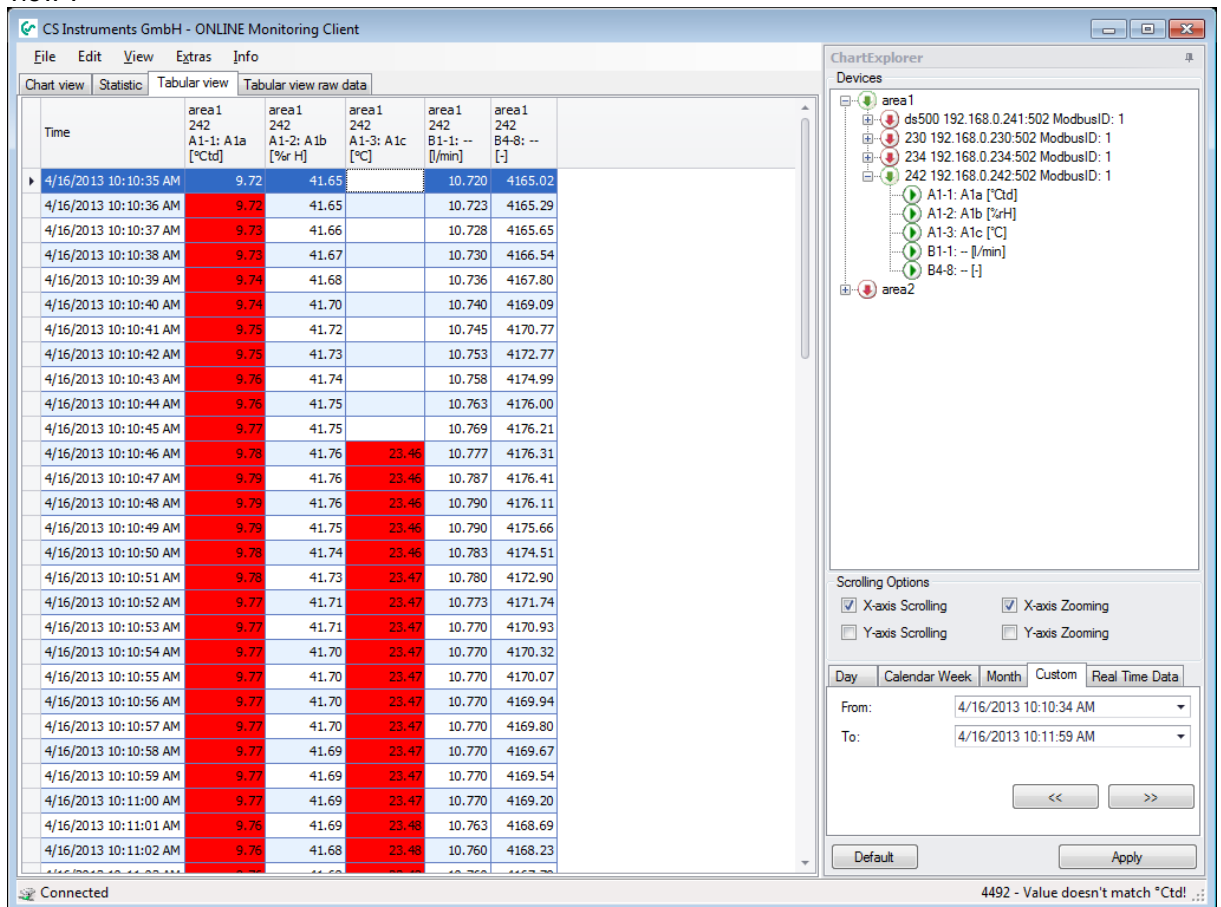 CS Instruments GmbH - ONLINE Monitoring Client
File Edit View Extras Info
Chart view Statistic Tabular view Tabular view raw data
Time
area1 242 A1-1: A1a [°Ctd]
area1 242 A1-2: A1b [%r H]
area1 242 A1-3: A1c [°C]
area1 242 B1-1: -- [l/min]
area1 242 B4-8: -- [-]
4/16/2013 10:10:35 AM 9.72 41.65 10.720 4165.02
4/16/2013 10:10:36 AM 9.72 41.65 10.723 4165.29
4/16/2013 10:10:37 AM 9.73 41.66 10.728 4165.65
4/16/2013 10:10:38 AM 9.73 41.67 10.730 4166.54
4/16/2013 10:10:39 AM 9.74 41.68 10.736 4167.80
4/16/2013 10:10:40 AM 9.74 41.70 10.740 4169.09
4/16/2013 10:10:41 AM 9.75 41.72 10.745 4170.77
4/16/2013 10:10:42 AM 9.75 41.73 10.753 4172.77
4/16/2013 10:10:43 AM 9.76 41.74 10.758 4174.99
4/16/2013 10:10:44 AM 9.76 41.75 10.763 4176.00
4/16/2013 10:10:45 AM 9.77 41.75 10.769 4176.21
4/16/2013 10:10:46 AM 9.78 41.76 23.46 10.777 4176.31
4/16/2013 10:10:47 AM 9.79 41.76 23.46 10.787 4176.41
4/16/2013 10:10:48 AM 9.79 41.76 23.46 10.790 4176.11
4/16/2013 10:10:49 AM 9.79 41.75 23.46 10.790 4175.66
4/16/2013 10:10:50 AM 9.78 41.74 23.46 10.783 4174.51
4/16/2013 10:10:51 AM 9.78 41.73 23.47 10.780 4172.90
4/16/2013 10:10:52 AM 9.77 41.71 23.47 10.773 4171.74
4/16/2013 10:10:53 AM 9.77 41.71 23.47 10.770 4170.93
4/16/2013 10:10:54 AM 9.77 41.70 23.47 10.770 4170.32
4/16/2013 10:10:55 AM 9.77 41.70 23.47 10.770 4170.07
4/16/2013 10:10:56 AM 9.77 41.70 23.47 10.770 4169.94
4/16/2013 10:10:57 AM 9.77 41.70 23.47 10.770 4169.80
4/16/2013 10:10:58 AM 9.77 41.69 23.47 10.770 4169.67
4/16/2013 10:10:59 AM 9.77 41.69 23.47 10.770 4169.54
4/16/2013 10:11:00 AM 9.77 41.69 23.47 10.770 4169.20
4/16/2013 10:11:01 AM 9.76 41.69 23.48 10.763 4168.69
4/16/2013 10:11:02 AM 9.76 41.68 23.48 10.760 4168.23
Connected
ChartExplorer
Devices
area1
ds500 192.168.0.241:502 ModbusID: 1
230 192.168.0.230:502 ModbusID: 1
234 192.168.0.234:502 ModbusID: 1
242 192.168.0.242:502 ModbusID: 1
A1-1: A1a [°Ctd]
A1-2: A1b [%rH]
A1-3: A1c [°C]
B1-1: -- [l/min]
B4-8: -- [-]
area2
Scrolling Options
X-axis Scrolling X-axis Zooming
Y-axis Scrolling Y-axis Zooming
Day Calendar Week Month Custom Real Time Data
From: 4/16/2013 10:10:34 AM
To: 4/16/2013 10:11:59 AM
<< >>
Default Apply
4492 - Value doesn't match °Ctd!